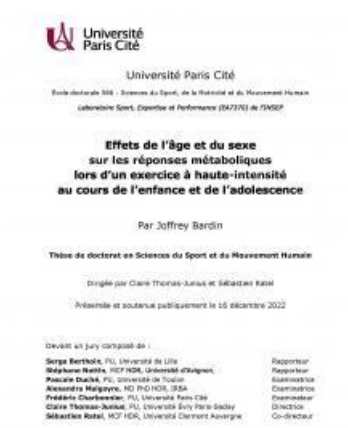 Université
Paris Cité
Université Paris Cité
École doctorale 566 - Sciences du Sport, de la Motricité et du Mouvement Humain
Laboratoire Sport, Expertise et Performance (EA7370) de l'INSEP
Effets de l'âge et du sexe
sur les réponses métaboliques
lors d'un exercice à haute-intensité
au cours de l'enfance et de l'adolescence
Par Joffrey Bardin
Thèse de doctorat en Sciences du Sport et du Mouvement Humain
Dirigée par Claire Thomas-Junius et Sébastien Ratel
Présentée et soutenue publiquement le 16 décembre 2022
Devant un jury composé de :
Serge Berthoin, PU, Université de Lille Rapporteur
Stéphane Nottin, MCF HDR, Université d'Avignon, Rapporteur
Pascale Duché, PU, Université de Toulon Examinatrice
Alexandra Malgoyre, MD PhD HDR, IRBA Examinatrice
Frédéric Charbonnier, PU, Université Paris Cité Examinateur
Claire Thomas-Junius, PU, Université Évry Paris-Saclay Directrice
Sébastien Ratel, MCF HDR, Université Clermont Auvergne Co-directeur